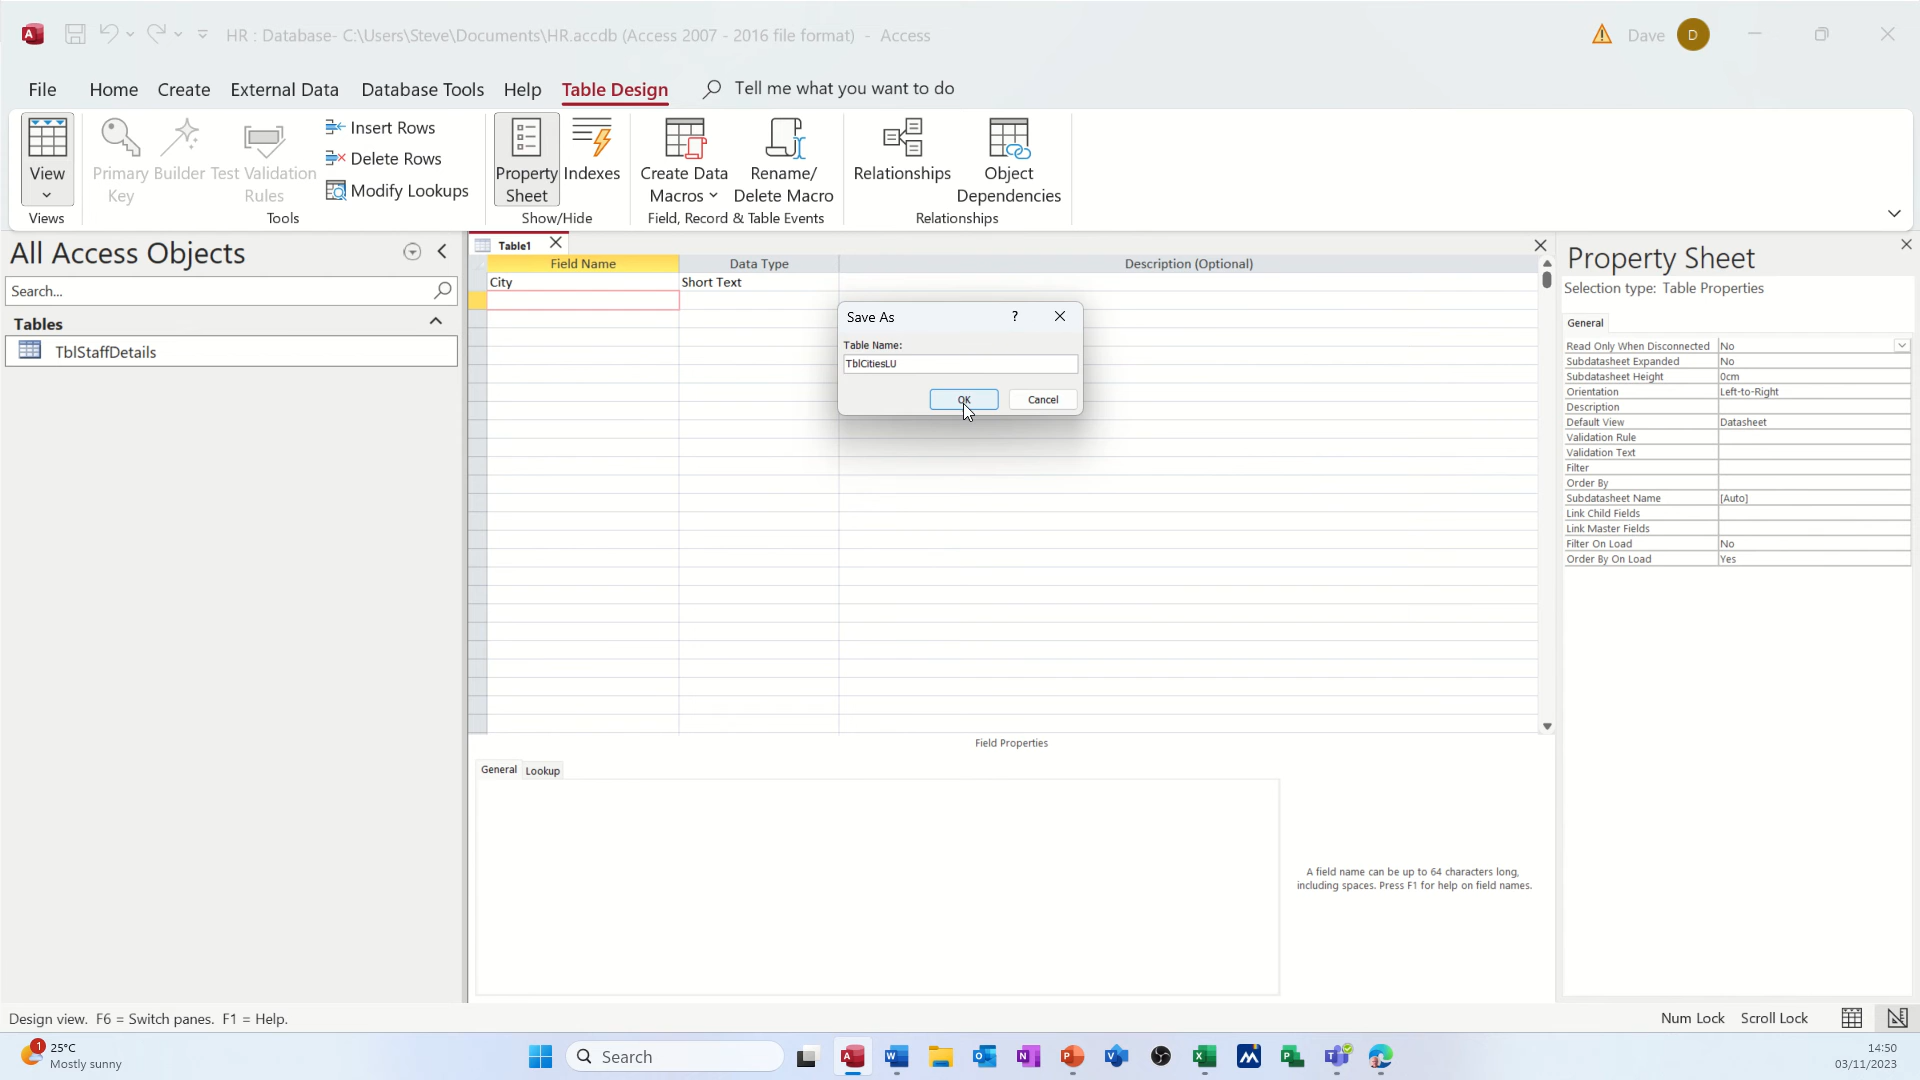 HR : Database- C:\Users\Steve\Documents\HR.accdb (Access 2007 - 2016 file format) - Access
Dave
D
File Home Create External Data Database Tools Help Table Design Tell me what you want to do
View
Primary Key
Builder
Test Validation Rules
Insert Rows
Delete Rows
Modify Lookups
Property Sheet
Indexes
Create Data Macros
Rename/ Delete Macro
Relationships
Object Dependencies
Views
Tools
Show/Hide
Field, Record & Table Events
Relationships
All Access Objects
Search...
Tables
TblStaffDetails
Table1
Field Name Data Type Description (Optional)
City Short Text
Save As
?
Table Name:
TblCitiesLU
OK Cancel
Field Properties
General Lookup
A field name can be up to 64 characters long,
including spaces. Press F1 for help on field names.
Property Sheet
Selection type: Table Properties
General
Read Only When Disconnected No
Subdatasheet Expanded No
Subdatasheet Height 0cm
Orientation Left-to-Right
Description
Default View Datasheet
Validation Rule
Validation Text
Filter
Order By
Subdatasheet Name [Auto]
Link Child Fields
Link Master Fields
Filter On Load No
Order By On Load Yes
Design view. F6 = Switch panes. F1 = Help.
Num Lock Scroll Lock
1
25°C
Mostly sunny
Search
14:50
03/11/2023